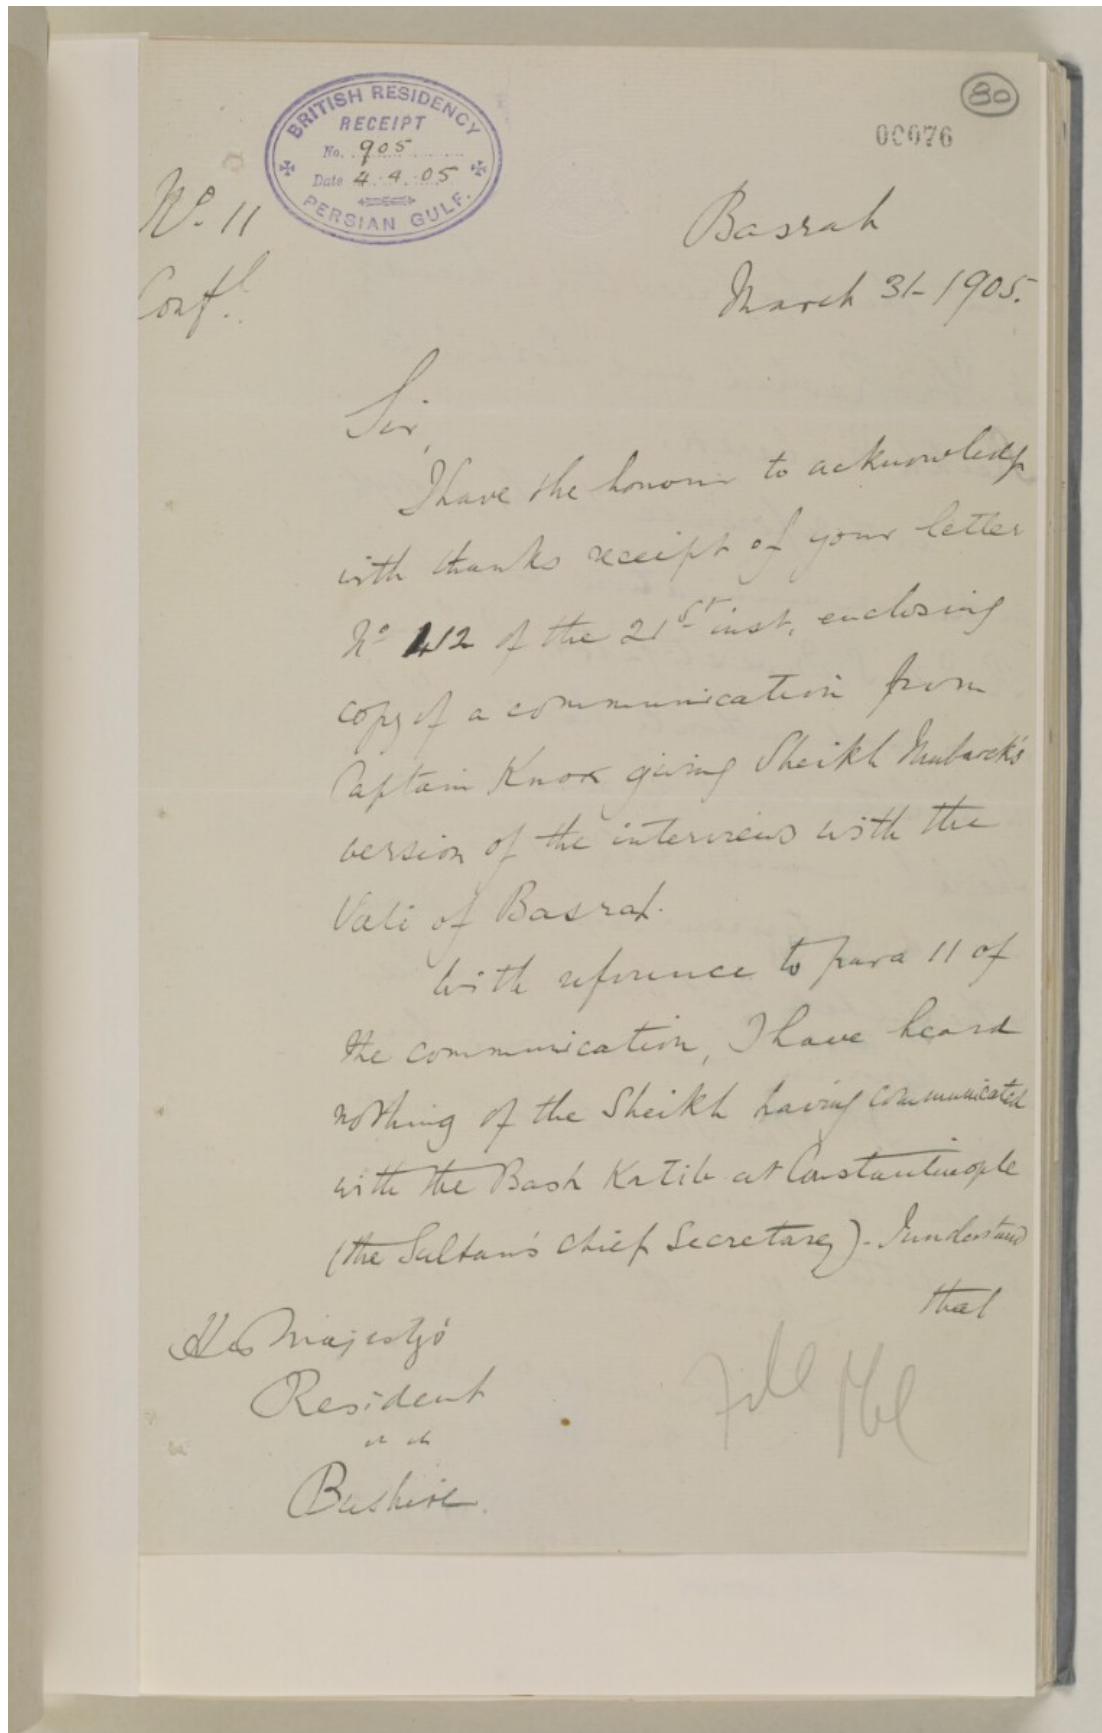 80
00076
BRITISH RESIDENCY
RECEIPT
No. 905
Date 4.4.05
PERSIAN GULF.
No. 11
Confl.
Basrah
March 31-1905.
Sir,
I have the honour to acknowledge
with thanks receipt of your letter
No 412 of the 21st inst, enclosing
copy of a communication from
Captain Knox giving Sheikh Mubarek's
version of the interviews with the
Vali of Basrah.
With reference to para 11 of
the communication, I have heard
nothing of the Sheikh having communicated
with the Bash Katib at Constantinople
(the Sultan's Chief Secretary). I understand
that
His Majesty's
Resident
Bushire.